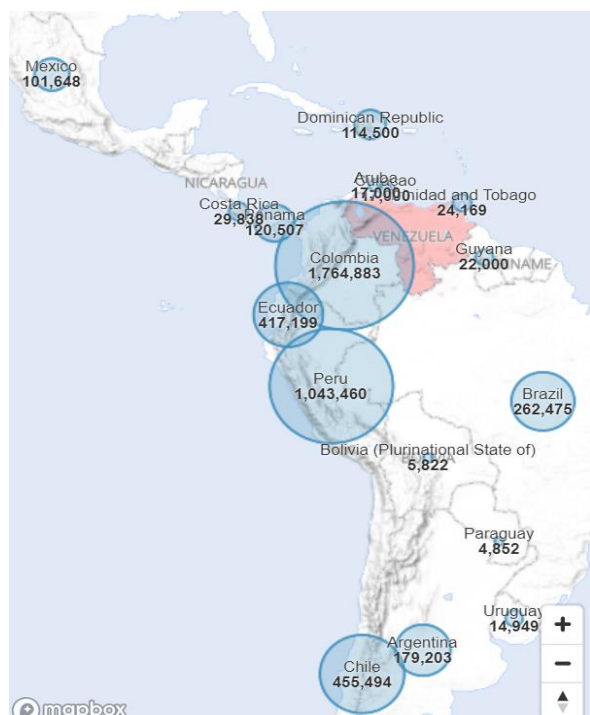 Mexico
101,648
Dominican Republic
114,500
NICARAGUA
Aruba
17,000
Trinidad and Tobago
24,169
Costa Rica
29,838
Panama
120,507
VENEZUELA
Guyana
22,000
Colombia
1,764,883
Ecuador
417,199
Peru
1,043,460
Brazil
262,475
Bolivia (Plurinational State of)
5,822
Paraguay
4,852
Uruguay
14,949
Argentina
179,203
Chile
455,494
+
−
mapbox